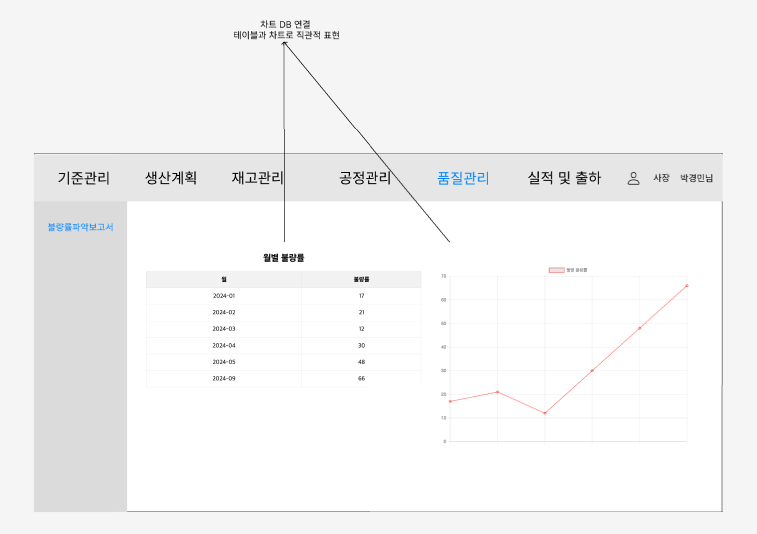 차트 DB 연결
테이블과 차트로 직관적 표현
기준관리 생산계획 재고관리 공정관리 품질관리 실적 및 출하 사장 박경민님
불량률파악보고서
월별 불량률
월 불량률
2024-01 17
2024-02 21
2024-03 12
2024-04 30
2024-05 48
2024-09 66
월별 불량률
70
60
50
40
30
20
10
0